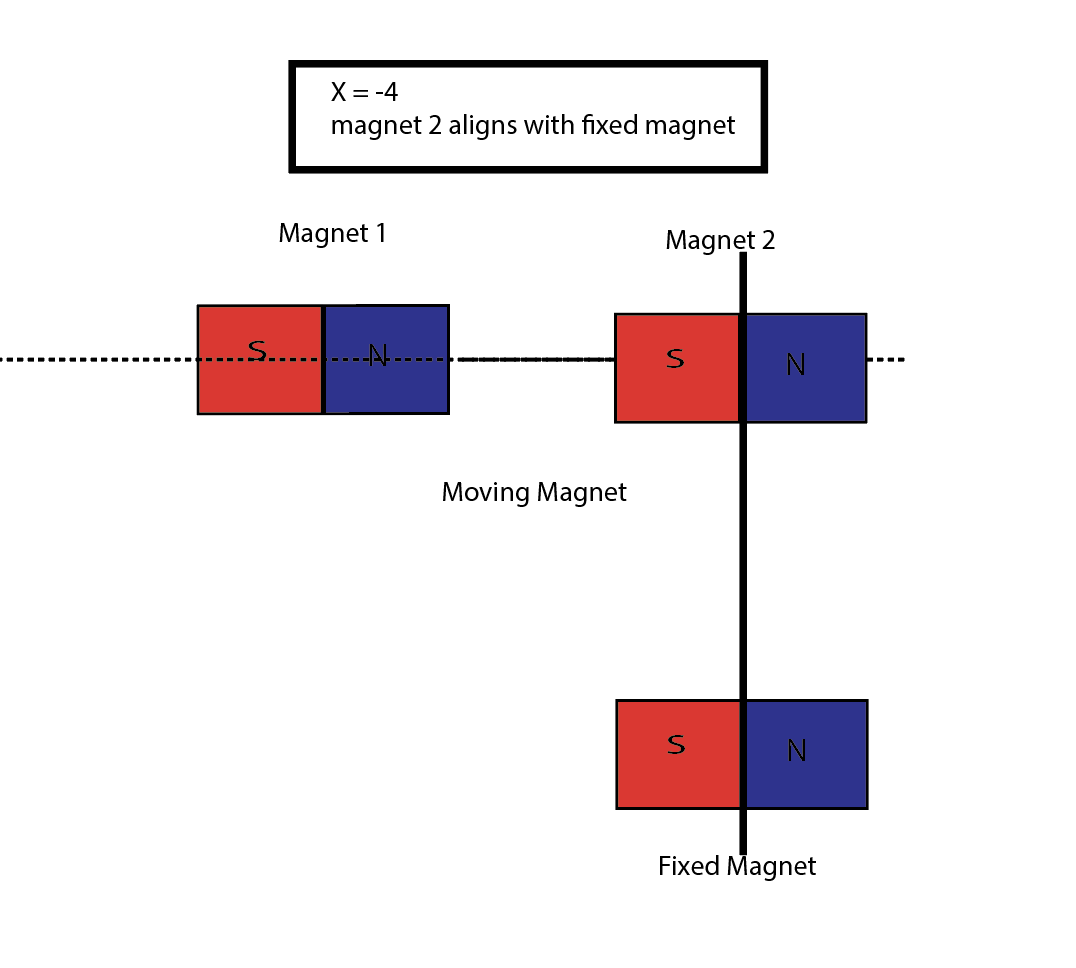 X = -4
magnet 2 aligns with fixed magnet
Magnet 1
Magnet 2
S
N
S
N
Moving Magnet
S
N
Fixed Magnet